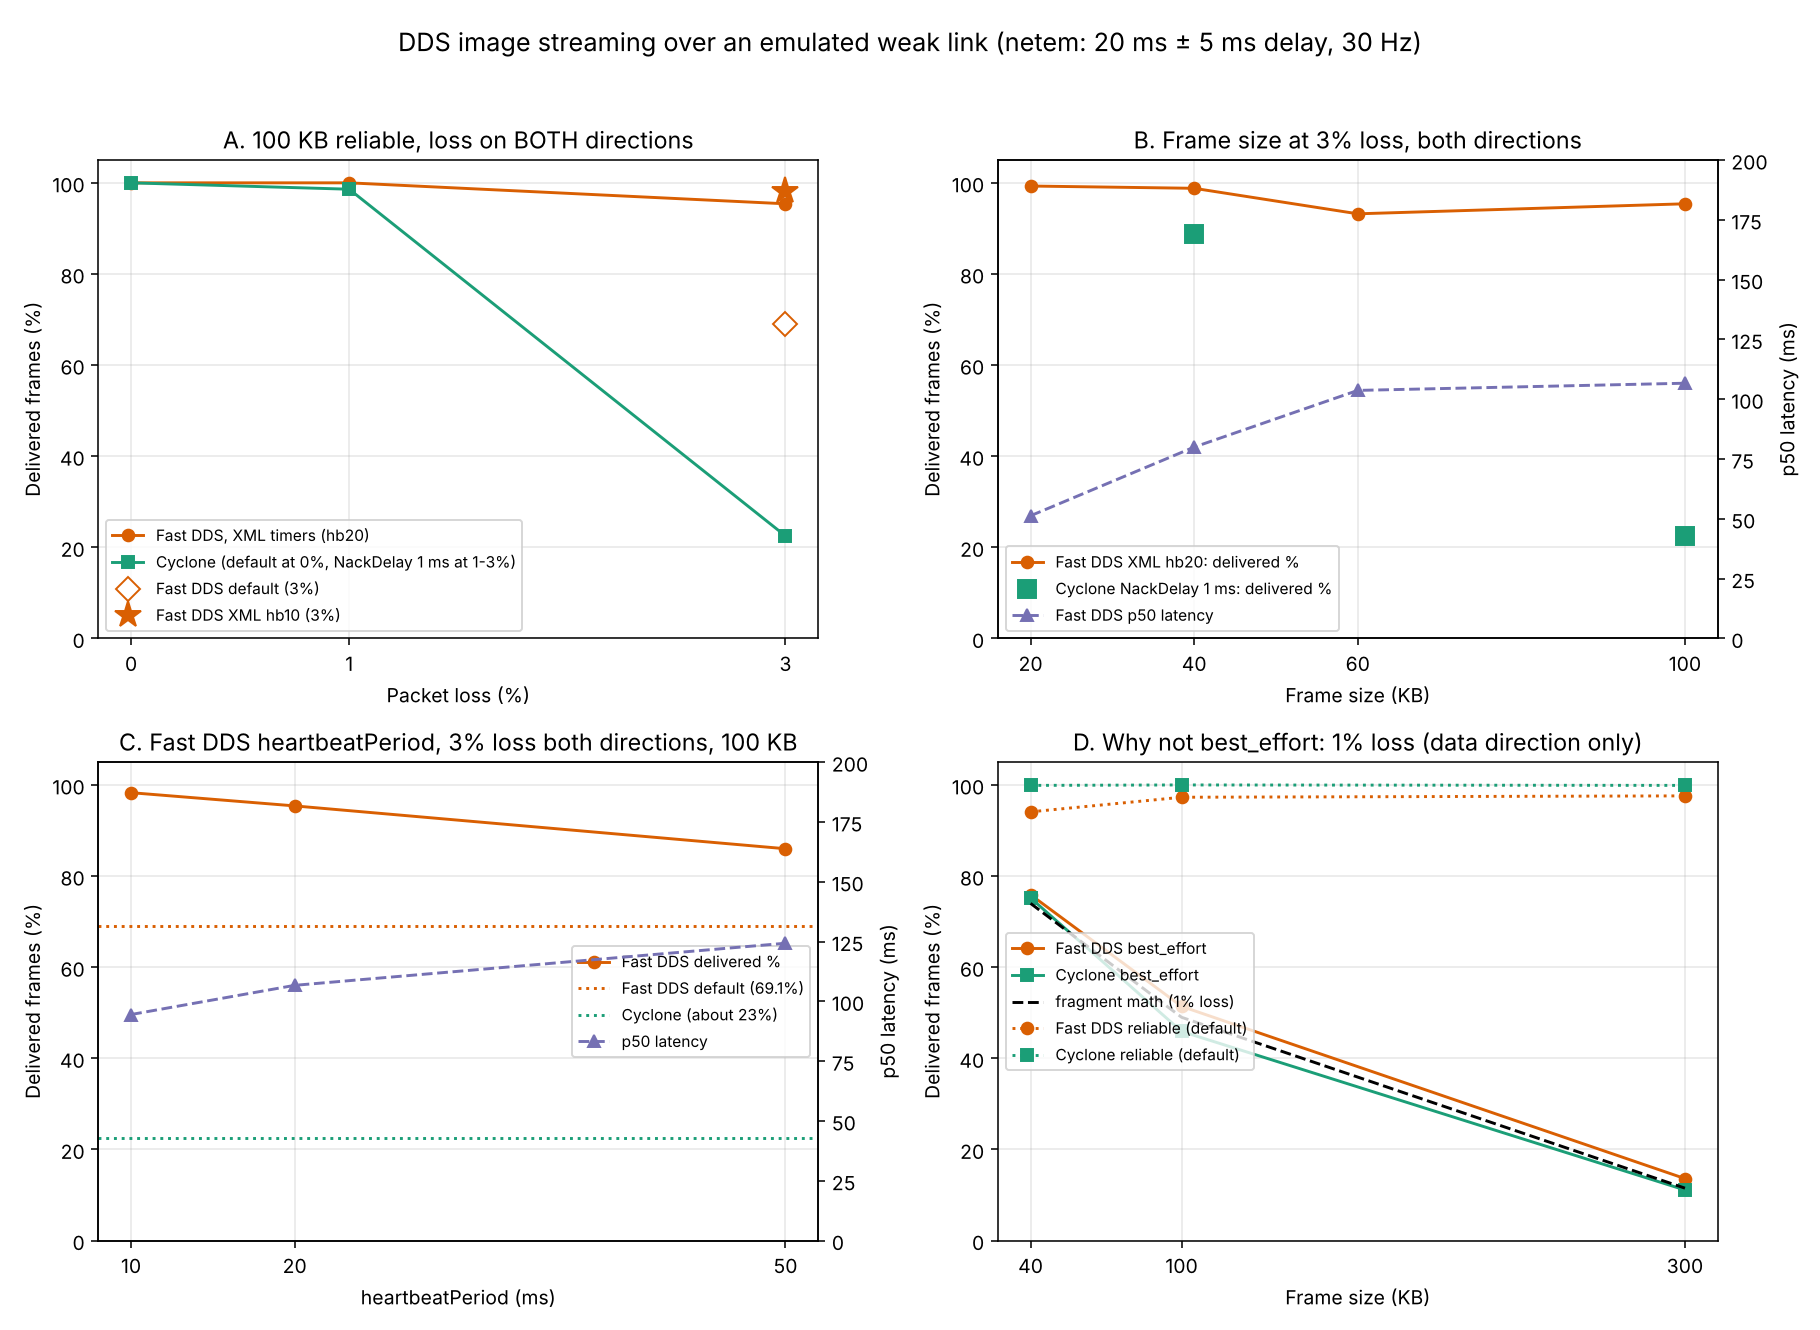 DDS image streaming over an emulated weak link (netem: 20 ms ± 5 ms delay, 30 Hz)
A. 100 KB reliable, loss on BOTH directions
100
80
60
40
20
0
Delivered frames (%)
Fast DDS, XML timers (hb20)
Cyclone (default at 0%, NackDelay 1 ms at 1-3%)
Fast DDS default (3%)
Fast DDS XML hb10 (3%)
0
1
3
Packet loss (%)
B. Frame size at 3% loss, both directions
100
80
60
40
20
0
Delivered frames (%)
200
175
150
125
100
75
50
25
0
p50 latency (ms)
Fast DDS XML hb20: delivered %
Cyclone NackDelay 1 ms: delivered %
Fast DDS p50 latency
20
40
60
100
Frame size (KB)
C. Fast DDS heartbeatPeriod, 3% loss both directions, 100 KB
100
80
60
40
20
0
Delivered frames (%)
200
175
150
125
100
75
50
25
0
p50 latency (ms)
Fast DDS delivered %
Fast DDS default (69.1%)
Cyclone (about 23%)
p50 latency
10
20
50
heartbeatPeriod (ms)
D. Why not best_effort: 1% loss (data direction only)
100
80
60
40
20
0
Delivered frames (%)
Fast DDS best_effort
Cyclone best_effort
fragment math (1% loss)
Fast DDS reliable (default)
Cyclone reliable (default)
40
100
300
Frame size (KB)